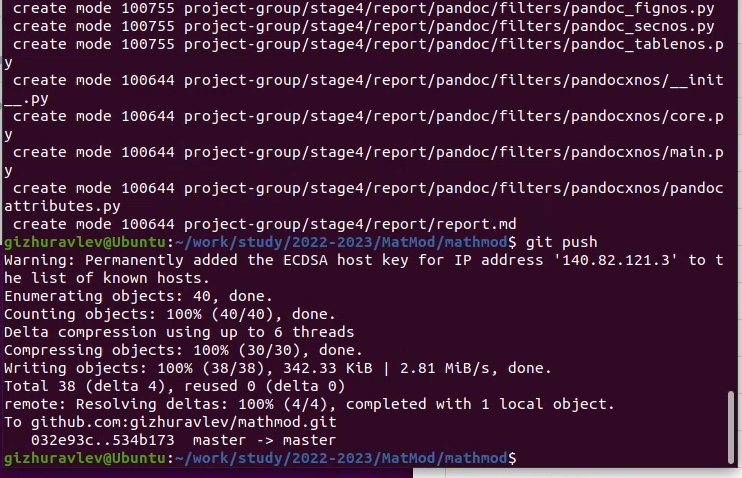 create mode 100755 project-group/stage4/report/pandoc/filters/pandoc_fignos.py
create mode 100755 project-group/stage4/report/pandoc/filters/pandoc_secnos.py
create mode 100755 project-group/stage4/report/pandoc/filters/pandoc_tablenos.p
y
create mode 100644 project-group/stage4/report/pandoc/filters/pandocxnos/__init
__.py
create mode 100644 project-group/stage4/report/pandoc/filters/pandocxnos/core.p
y
create mode 100644 project-group/stage4/report/pandoc/filters/pandocxnos/main.p
y
create mode 100644 project-group/stage4/report/pandoc/filters/pandocxnos/pandoc
attributes.py
create mode 100644 project-group/stage4/report/report.md
gizhuravlev@Ubuntu:~/work/study/2022-2023/MatMod/mathmod$ git push
Warning: Permanently added the ECDSA host key for IP address '140.82.121.3' to t
he list of known hosts.
Enumerating objects: 40, done.
Counting objects: 100% (40/40), done.
Delta compression using up to 6 threads
Compressing objects: 100% (30/30), done.
Writing objects: 100% (38/38), 342.33 KiB | 2.81 MiB/s, done.
Total 38 (delta 4), reused 0 (delta 0)
remote: Resolving deltas: 100% (4/4), completed with 1 local object.
To github.com:gizhuravlev/mathmod.git
032e93c..534b173  master -> master
gizhuravlev@Ubuntu:~/work/study/2022-2023/MatMod/mathmod$